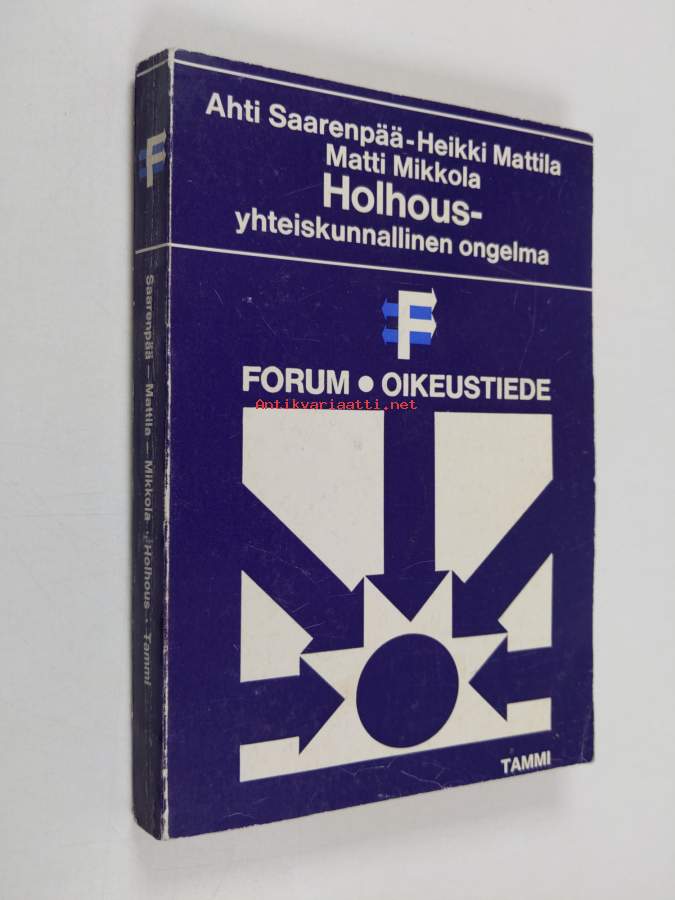 Ahti Saarenpää-Heikki Mattila
Matti Mikkola
Holhous-
yhteiskunnallinen ongelma
F
FORUM • OIKEUSTIEDE
Antikvariaatti.net
TAMMI
F
Saarenpää — Mattila — Mikkola · Holhous · Tammi